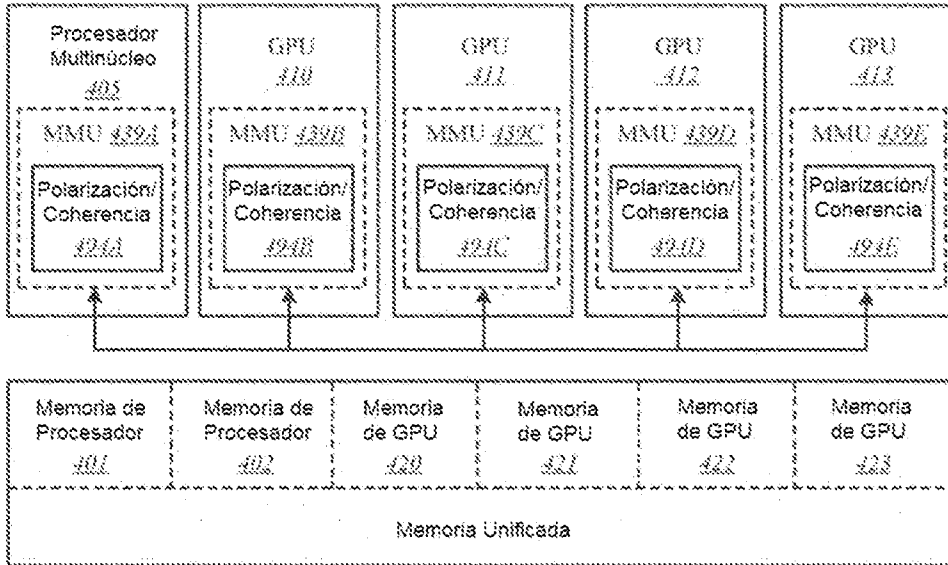 Procesador
Multinúcleo
405
MMU 439A
Polarización/
Coherencia
494A
GPU
410
MMU 439B
Polarización/
Coherencia
494B
GPU
411
MMU 439C
Polarización/
Coherencia
494C
GPU
412
MMU 439D
Polarización/
Coherencia
494D
GPU
413
MMU 439E
Polarización/
Coherencia
494E
Memoria de
Procesador
401
Memoria de
Procesador
402
Memoria
de GPU
420
Memoria
de GPU
421
Memoria
de GPU
422
Memoria
de GPU
423
Memoria Unificada